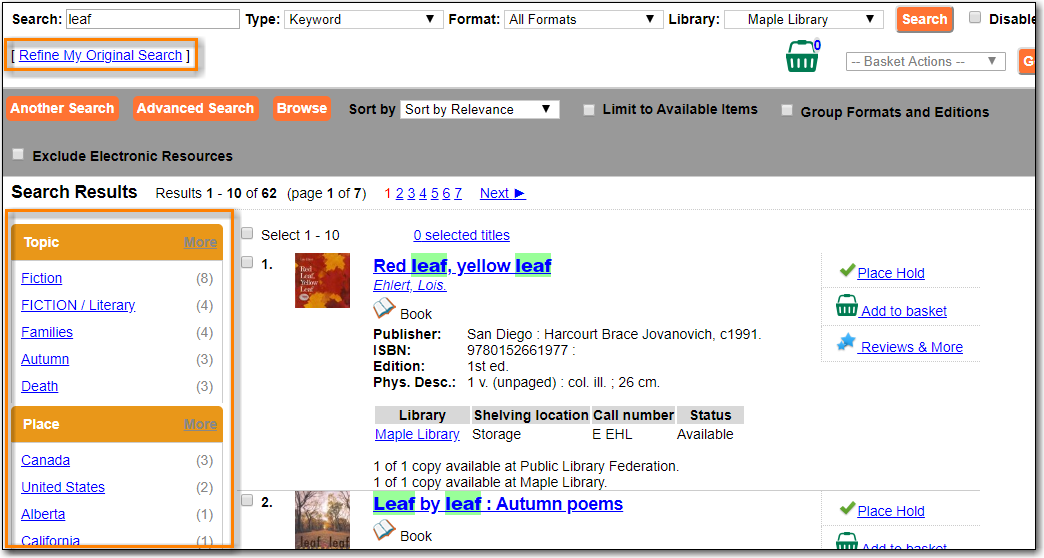 Search: leaf Type: Keyword ▼ Format: All Formats ▼ Library: Maple Library ▼ Search Disable
[ Refine My Original Search ] 0 -- Basket Actions -- ▼ G
Another Search Advanced Search Browse Sort by Sort by Relevance ▼ Limit to Available Items Group Formats and Editions
Exclude Electronic Resources
Search Results Results 1 - 10 of 62 (page 1 of 7) 1 2 3 4 5 6 7 Next ►
Topic More
Fiction (8)
FICTION / Literary (4)
Families (4)
Autumn (3)
Death (3)
Place More
Canada (3)
United States (2)
Alberta (1)
California (1)
Select 1 - 10 0 selected titles
1. Red leaf, yellow leaf
Ehlert, Lois.
Book
Publisher: San Diego : Harcourt Brace Jovanovich, c1991.
ISBN: 9780152661977 :
Edition: 1st ed.
Phys. Desc.: 1 v. (unpaged) : col. ill. ; 26 cm.
Library Shelving location Call number Status
Maple Library Storage E EHL Available
1 of 1 copy available at Public Library Federation.
1 of 1 copy available at Maple Library.
Place Hold
Add to basket
Reviews & More
Red
Leaf,
Yellow
Leaf
2. Leaf by leaf : Autumn poems
Book
leaf leaf
Place Hold
Add to basket